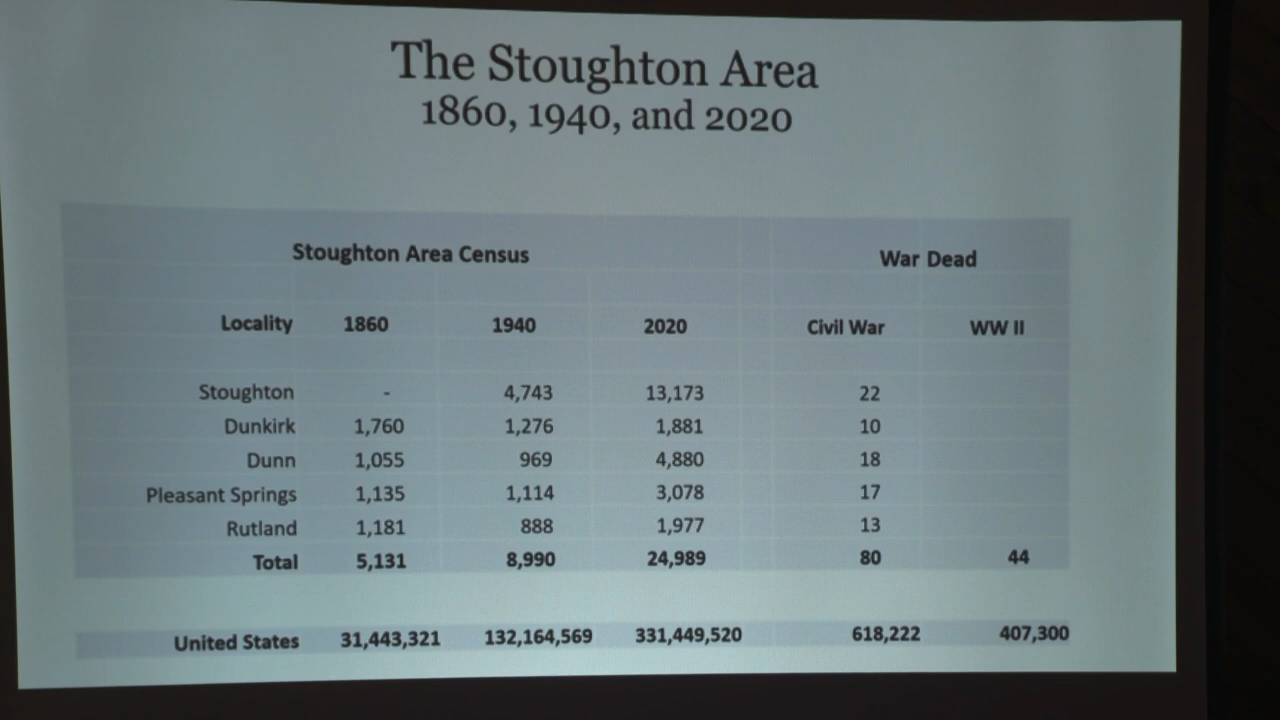 The Stoughton Area
1860, 1940, and 2020
Stoughton Area Census War Dead
Locality 1860 1940 2020 Civil War WW II
Stoughton - 4,743 13,173 22
Dunkirk 1,760 1,276 1,881 10
Dunn 1,055 969 4,880 18
Pleasant Springs 1,135 1,114 3,078 17
Rutland 1,181 888 1,977 13
Total 5,131 8,990 24,989 80 44
United States 31,443,321 132,164,569 331,449,520 618,222 407,300